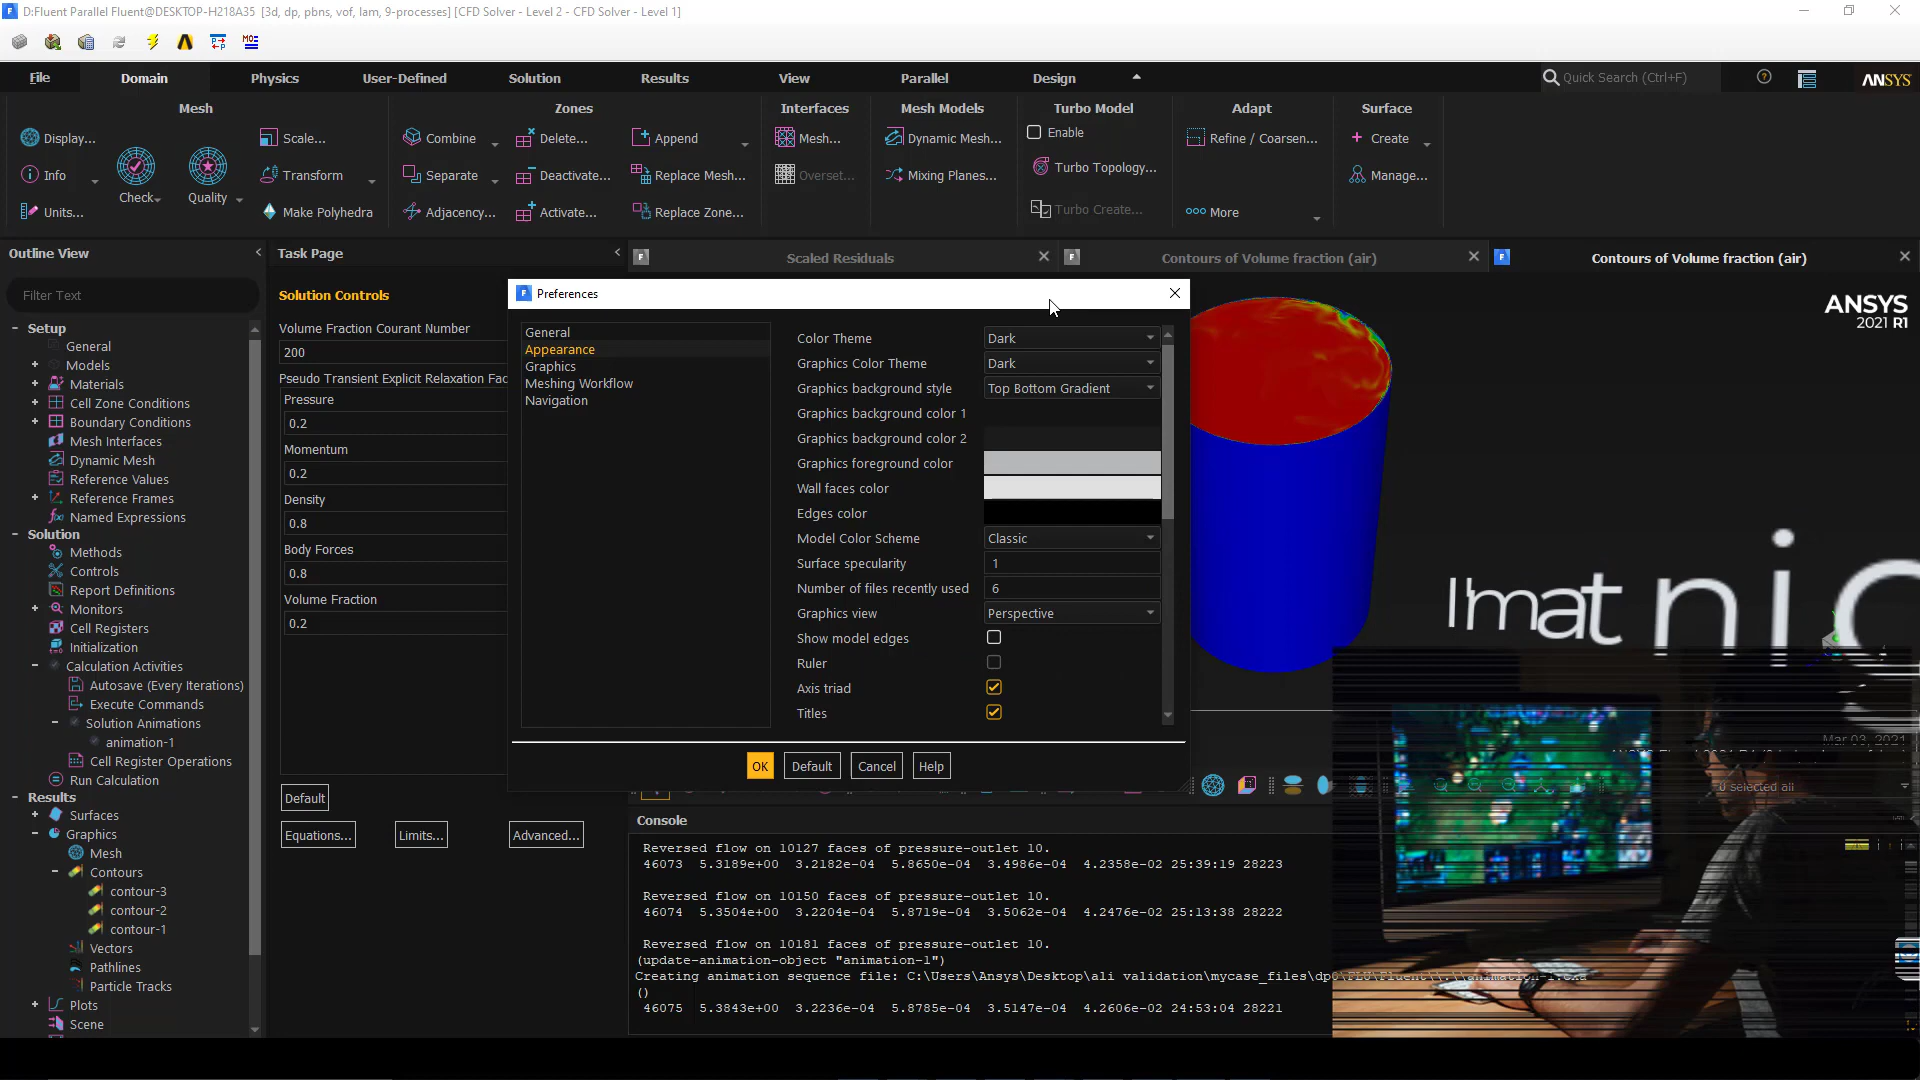 D:Fluent Parallel Fluent@DESKTOP-H218A35 [3d, dp, pbns, vof, lam, 9-processes] [CFD Solver - Level 2 - CFD Solver - Level 1]
File Domain Physics User-Defined Solution Results View Parallel Design
Quick Search (Ctrl+F)
ANSYS
Mesh
Display...
Info
Units...
Check
Quality
Scale...
Transform
Make Polyhedra
Zones
Combine
Separate
Adjacency...
Delete...
Deactivate...
Activate...
Append
Replace Mesh...
Replace Zone...
Interfaces
Mesh...
Overset...
Mesh Models
Dynamic Mesh...
Mixing Planes...
Turbo Model
Enable
Turbo Topology...
Turbo Create...
Adapt
Refine / Coarsen...
More
Surface
Create
Manage...
Outline View
Filter Text
Setup
General
Models
Materials
Cell Zone Conditions
Boundary Conditions
Mesh Interfaces
Dynamic Mesh
Reference Values
Reference Frames
Named Expressions
Solution
Methods
Controls
Report Definitions
Monitors
Cell Registers
Initialization
Calculation Activities
Autosave (Every Iterations)
Execute Commands
Solution Animations
animation-1
Cell Register Operations
Run Calculation
Results
Surfaces
Graphics
Mesh
Contours
contour-3
contour-2
contour-1
Vectors
Pathlines
Particle Tracks
Plots
Scene
Task Page
Solution Controls
Volume Fraction Courant Number
200
Pseudo Transient Explicit Relaxation Fac
Pressure
0.2
Momentum
0.2
Density
0.8
Body Forces
0.8
Volume Fraction
0.2
Default
Equations... Limits... Advanced...
Scaled Residuals
Contours of Volume fraction (air)
Contours of Volume fraction (air)
ANSYS
2021 R1
Preferences
General
Appearance
Graphics
Meshing Workflow
Navigation
Color Theme Dark
Graphics Color Theme Dark
Graphics background style Top Bottom Gradient
Graphics background color 1
Graphics background color 2
Graphics foreground color
Wall faces color
Edges color
Model Color Scheme Classic
Surface specularity 1
Number of files recently used 6
Graphics view Perspective
Show model edges
Ruler
Axis triad
Titles
OK Default Cancel Help
I'mat nic
Mar 03, 2021
0 selected all
Console
Reversed flow on 10127 faces of pressure-outlet 10.
46073 5.3189e+00 3.2182e-04 5.8650e-04 3.4986e-04 4.2358e-02 25:39:19 28223
Reversed flow on 10150 faces of pressure-outlet 10.
46074 5.3504e+00 3.2204e-04 5.8719e-04 3.5062e-04 4.2476e-02 25:13:38 28222
Reversed flow on 10181 faces of pressure-outlet 10.
(update-animation-object "animation-1")
Creating animation sequence file: C:\Users\Ansys\Desktop\ali validation\mycase_files\dp0\FLU\Fluent\.\animation-1.cxa
()
46075 5.3843e+00 3.2236e-04 5.8785e-04 3.5147e-04 4.2606e-02 24:53:04 28221